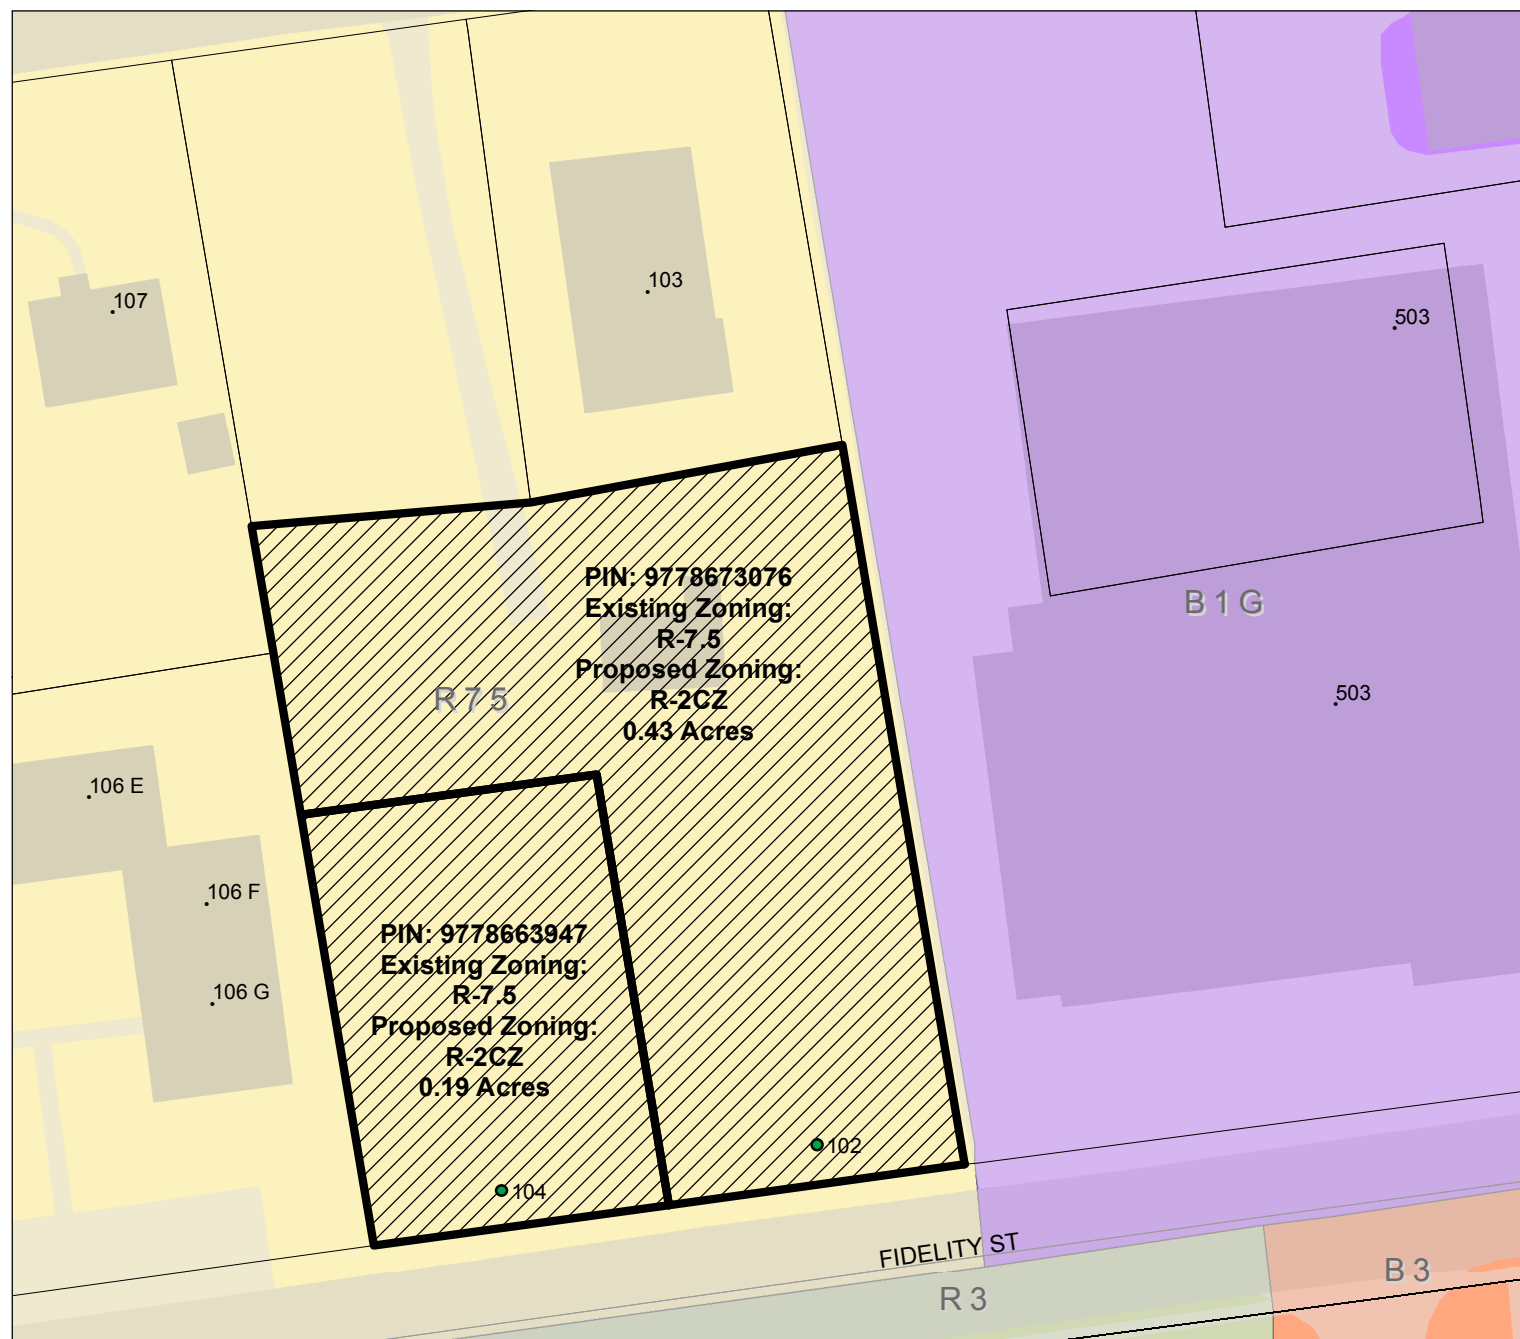 103
107
503
PIN: 9778673076
Existing Zoning:
R-7.5
Proposed Zoning:
R-2CZ
0.43 Acres
B 1 G
R 7 5
503
106 E
106 F
106 G
PIN: 9778663947
Existing Zoning:
R-7.5
Proposed Zoning:
R-2CZ
0.19 Acres
102
104
FIDELITY ST
B 3
R 3